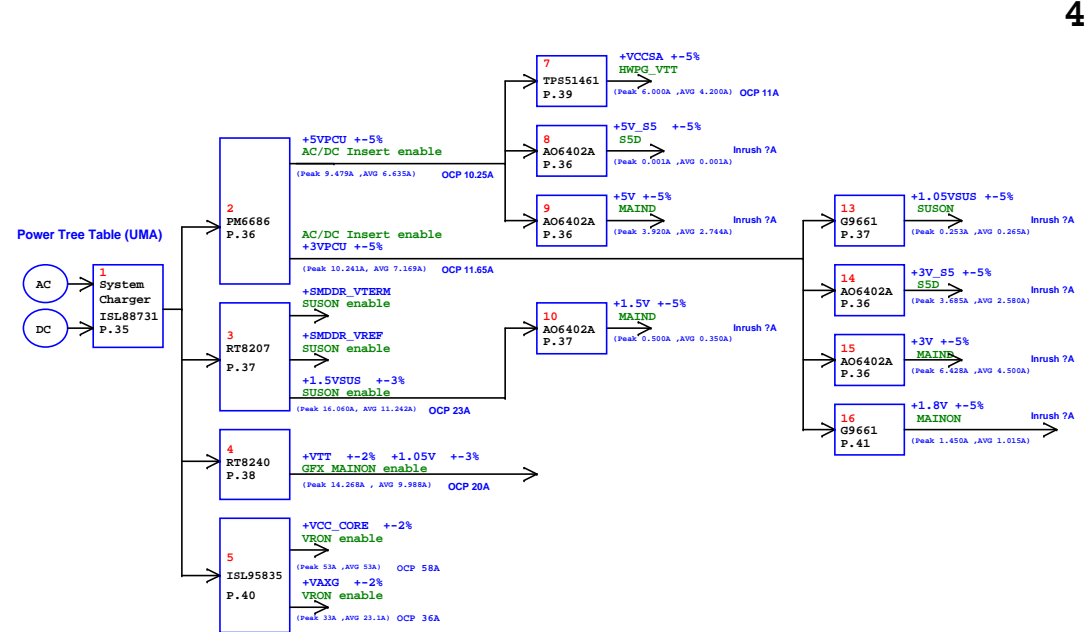 4
Power Tree Table (UMA)
AC
DC
1
System
Charger
ISL88731
P.35
2
PM6686
P.36
+5VPCU +-5%
AC/DC Insert enable
(Peak 9.479A ,AVG 6.635A)
OCP 10.25A
AC/DC Insert enable
+3VPCU +-5%
(Peak 10.241A, AVG 7.169A)
OCP 11.65A
3
RT8207
P.37
+SMDDR_VTERM
SUSON enable
+SMDDR_VREF
SUSON enable
+1.5VSUS +-3%
SUSON enable
(Peak 16.060A, AVG 11.242A)
OCP 23A
4
RT8240
P.38
+VTT +-2% +1.05V +-3%
GFX MAINON enable
(Peak 14.268A , AVG 9.988A)
OCP 20A
5
ISL95835
P.40
+VCC_CORE +-2%
VRON enable
(Peak 53A ,AVG 53A)
OCP 58A
+VAXG +-2%
VRON enable
(Peak 33A ,AVG 23.1A)
OCP 36A
7
TPS51461
P.39
+VCCSA +-5%
HWPG_VTT
(Peak 6.000A ,AVG 4.200A)
OCP 11A
8
AO6402A
P.36
+5V_S5 +-5%
S5D
(Peak 0.001A ,AVG 0.001A)
Inrush ?A
9
AO6402A
P.36
+5V +-5%
MAIND
(Peak 3.920A ,AVG 2.744A)
Inrush ?A
10
AO6402A
P.37
+1.5V +-5%
MAIND
(Peak 0.500A ,AVG 0.350A)
Inrush ?A
13
G9661
P.37
+1.05VSUS +-5%
SUSON
(Peak 0.253A ,AVG 0.265A)
Inrush ?A
14
AO6402A
P.36
+3V_S5 +-5%
S5D
(Peak 3.685A ,AVG 2.580A)
Inrush ?A
15
AO6402A
P.36
+3V +-5%
MAIND
(Peak 6.428A ,AVG 4.500A)
Inrush ?A
16
G9661
P.41
+1.8V +-5%
MAINON
(Peak 1.450A ,AVG 1.015A)
Inrush ?A